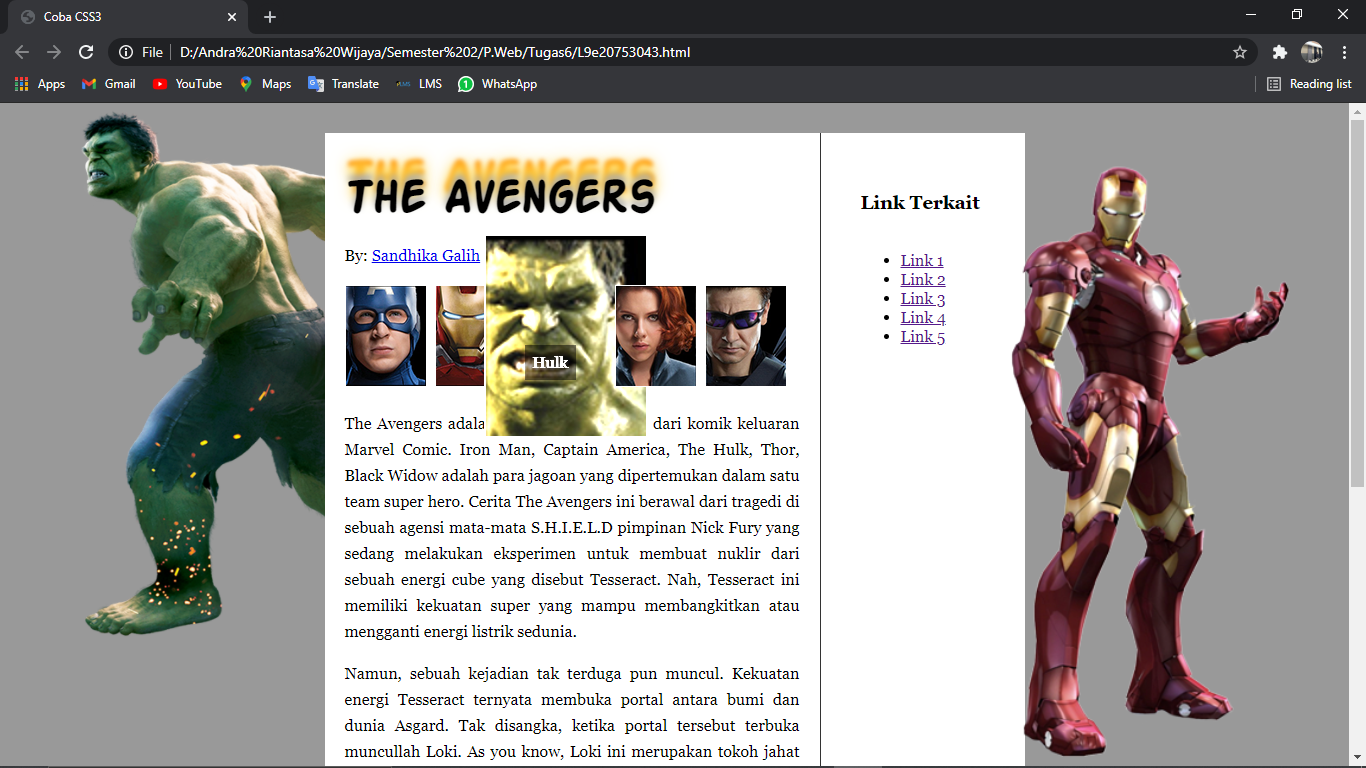 Coba CSS3
File
D:/Andra%20Riantasa%20Wijaya/Semester%202/P.Web/Tugas6/L9e20753043.html
Apps Gmail YouTube Maps Translate LMS WhatsApp Reading list
THE AVENGERS
By: Sandhika Galih
Hulk
The Avengers adala dari komik keluaran
Marvel Comic. Iron Man, Captain America, The Hulk, Thor,
Black Widow adalah para jagoan yang dipertemukan dalam satu
team super hero. Cerita The Avengers ini berawal dari tragedi di
sebuah agensi mata-mata S.H.I.E.L.D pimpinan Nick Fury yang
sedang melakukan eksperimen untuk membuat nuklir dari
sebuah energi cube yang disebut Tesseract. Nah, Tesseract ini
memiliki kekuatan super yang mampu membangkitkan atau
mengganti energi listrik sedunia.
Namun, sebuah kejadian tak terduga pun muncul. Kekuatan
energi Tesseract ternyata membuka portal antara bumi dan
dunia Asgard. Tak disangka, ketika portal tersebut terbuka
muncullah Loki. As you know, Loki ini merupakan tokoh jahat
Link Terkait
Link 1
Link 2
Link 3
Link 4
Link 5